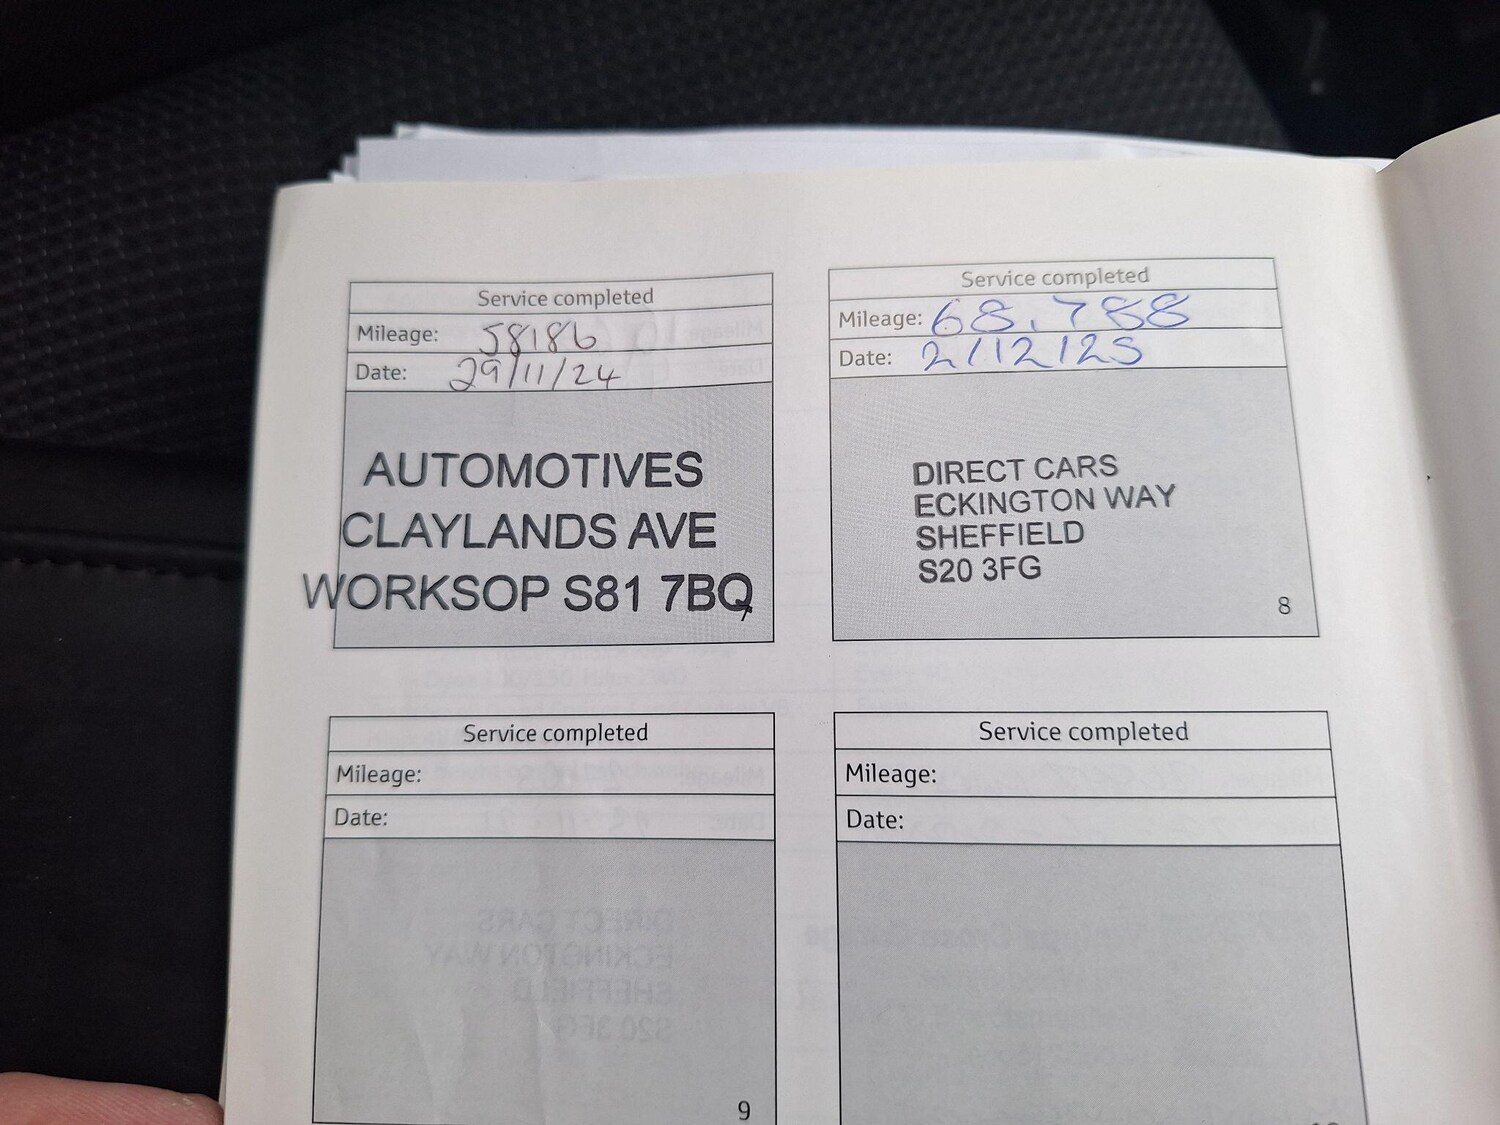 Service completed
Mileage: 58186
Date: 29/11/24
AUTOMOTIVES
CLAYLANDS AVE
WORKSOP S81 7BQ
7
Service completed
Mileage: 68,788
Date: 2/12/25
DIRECT CARS
ECKINGTON WAY
SHEFFIELD
S20 3FG
8
Service completed
Mileage:
Date:
9
Service completed
Mileage:
Date: